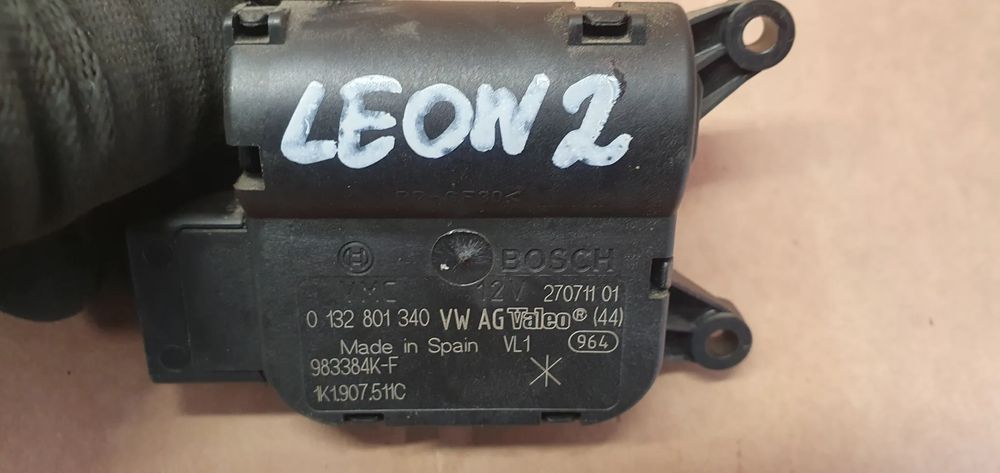 LEON 2
BOSCH
12V 270711 01
0 132 801 340 VW AG Valeo® (44)
Made in Spain VL1 964
983384K-F
1K1.907.511C